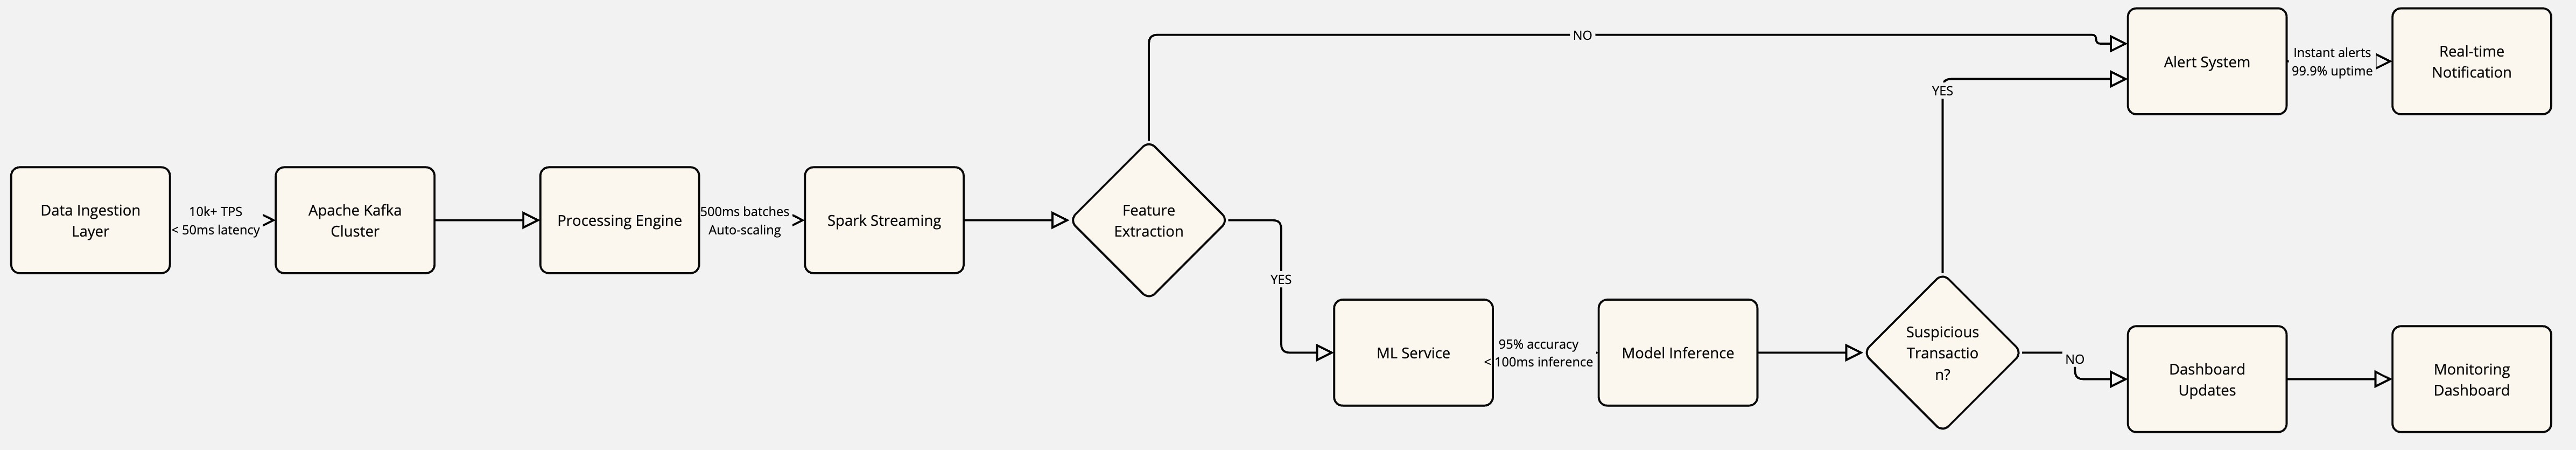 Data Ingestion
Layer
10k+ TPS
< 50ms latency
Apache Kafka
Cluster
Processing Engine
500ms batches
Auto-scaling
Spark Streaming
Feature
Extraction
NO
YES
ML Service
95% accuracy
< 100ms inference
Model Inference
Suspicious
Transactio
n?
YES
NO
Alert System
Instant alerts
99.9% uptime
Real-time
Notification
Dashboard
Updates
Monitoring
Dashboard